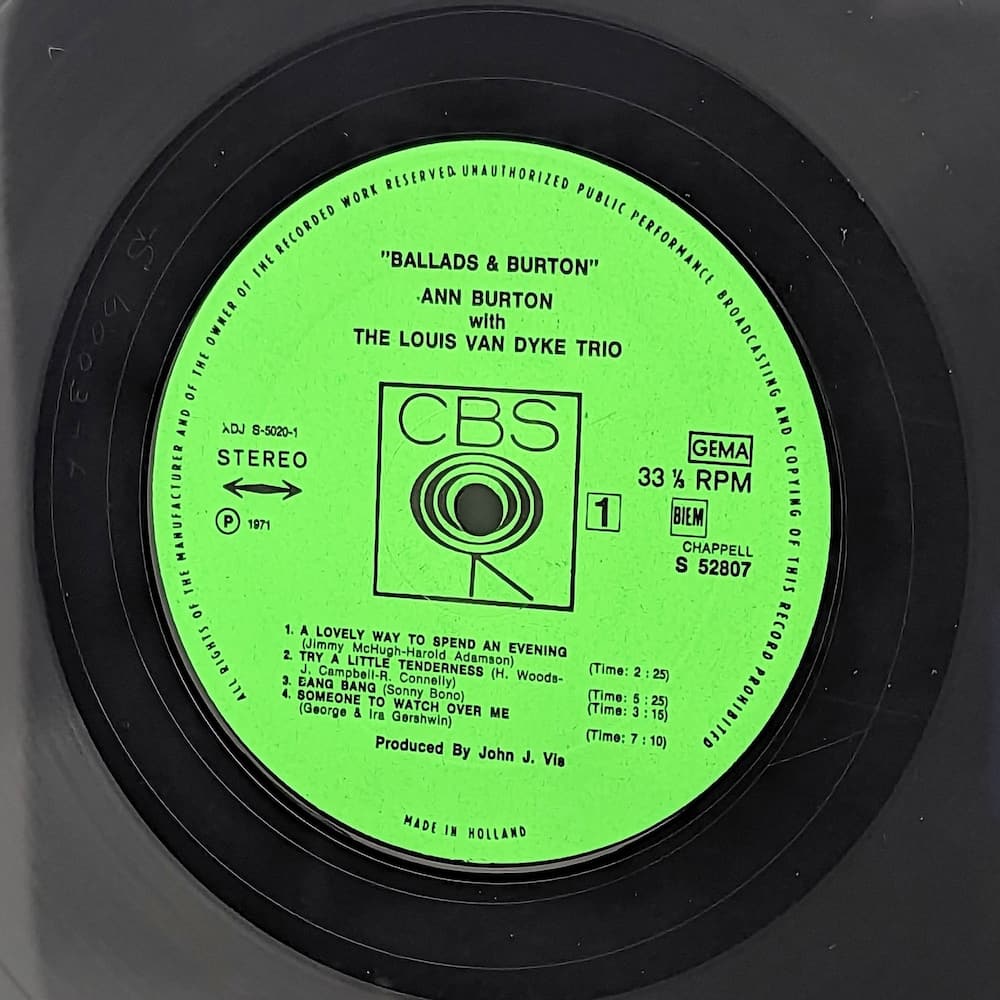 ALL RIGHTS OF THE MANUFACTURER AND OF THE OWNER OF THE RECORDED WORK RESERVED. UNAUTHORIZED PUBLIC PERFORMANCE BROADCASTING AND COPYING OF THIS RECORD PROHIBITED
"BALLADS & BURTON"
ANN BURTON
with
THE LOUIS VAN DYKE TRIO
CBS
ADJ S-5020-1
STEREO
P 1971
1
GEMA
33 ⅓ RPM
BIEM
CHAPPELL
S 52807
1. A LOVELY WAY TO SPEND AN EVENING
(Jimmy McHugh-Harold Adamson) (Time: 2 : 25)
2. TRY A LITTLE TENDERNESS (H. Woods-
J. Campbell-R. Connelly) (Time: 5 : 25)
3. BANG BANG (Sonny Bono) (Time: 3 : 15)
4. SOMEONE TO WATCH OVER ME
(George & Ira Gershwin) (Time: 7 : 10)
Produced By John J. Vis
MADE IN HOLLAND